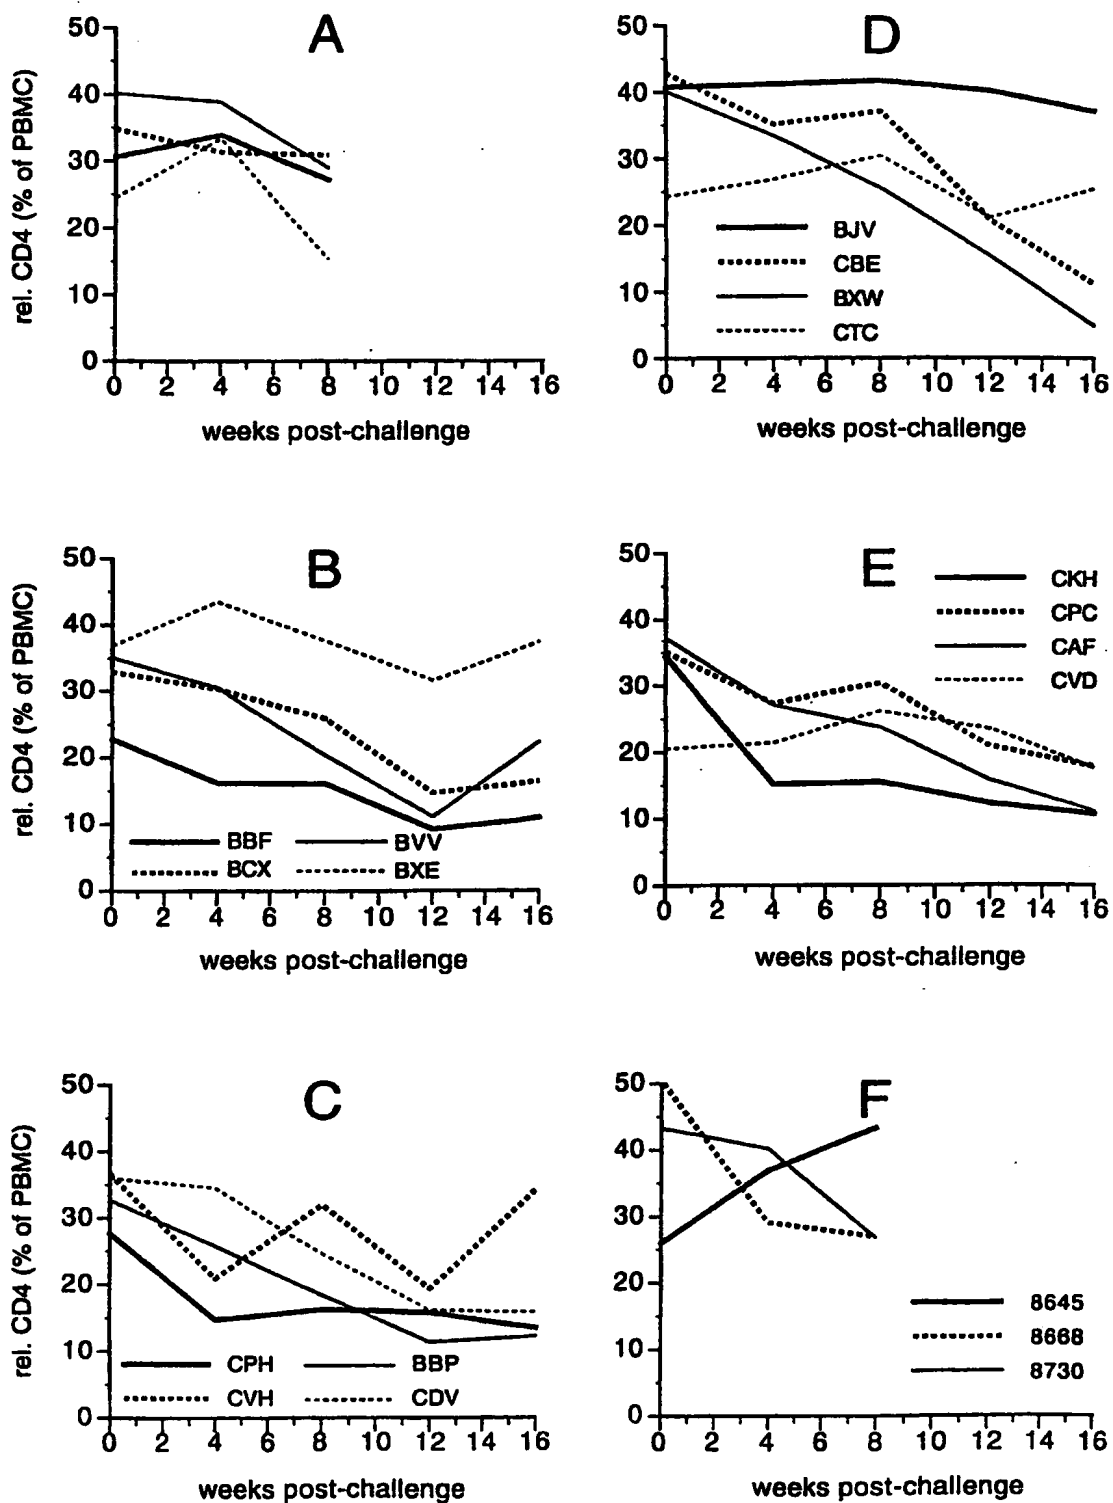 A
rel. CD4 (% of PBMC)
50
40
30
20
10
0
0 2 4 6 8 10 12 14 16
weeks post-challenge
D
50
40
30
20
10
0
BJV
CBE
BXW
CTC
0 2 4 6 8 10 12 14 16
weeks post-challenge
B
rel. CD4 (% of PBMC)
50
40
30
20
10
0
BBF BVV
BCX BXE
0 2 4 6 8 10 12 14 16
weeks post-challenge
E
50
40
30
20
10
0
CKH
CPC
CAF
CVD
0 2 4 6 8 10 12 14 16
weeks post-challenge
C
rel. CD4 (% of PBMC)
50
40
30
20
10
0
CPH BBP
CVH CDV
0 2 4 6 8 10 12 14 16
weeks post-challenge
F
50
40
30
20
10
0
8645
8668
8730
0 2 4 6 8 10 12 14 16
weeks post-challenge